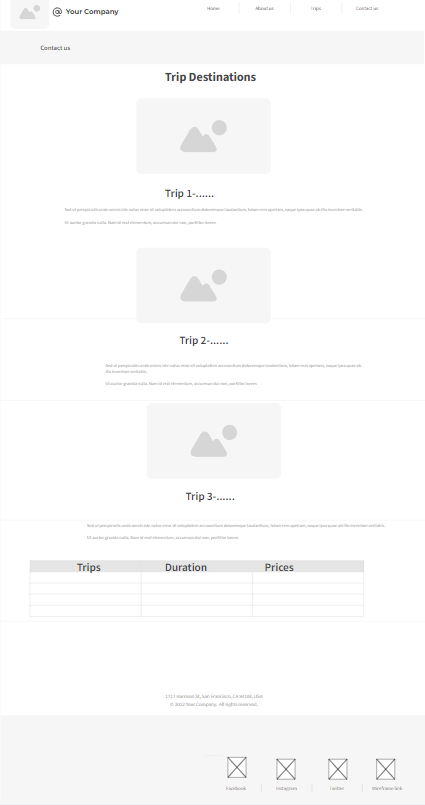 @ Your Company
Home
About us
Trips
Contact us
Contact us
Trip Destinations
Trip 1-......
Sed ut perspiciatis unde omnis iste natus error sit voluptatem accusantium doloremque laudantium, totam rem aperiam, eaque ipsa quae ab illo inventore veritatis.
Ut auctor gravida nulla. Nam id erat elementum, accumsan dui non, porttitor lorem.
Trip 2-......
Sed ut perspiciatis unde omnis iste natus error sit voluptatem accusantium doloremque laudantium, totam rem aperiam, eaque ipsa quae ab
illo inventore veritatis.
Ut auctor gravida nulla. Nam id erat elementum, accumsan dui non, porttitor lorem.
Trip 3-......
Sed ut perspiciatis unde omnis iste natus error sit voluptatem accusantium doloremque laudantium, totam rem aperiam, eaque ipsa quae ab illo inventore veritatis.
Ut auctor gravida nulla. Nam id erat elementum, accumsan dui non, porttitor lorem.
Trips Duration Prices
1727 Harrison St, San Francisco, CA 94103, USA
© 2022 Your Company. All rights reserved.
Facebook
Instagram
Twitter
Wireframe link